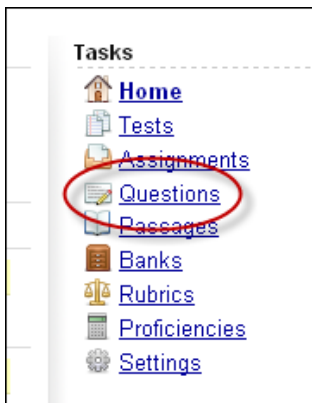 Tasks
Home
Tests
Assignments
Questions
Passages
Banks
Rubrics
Proficiencies
Settings